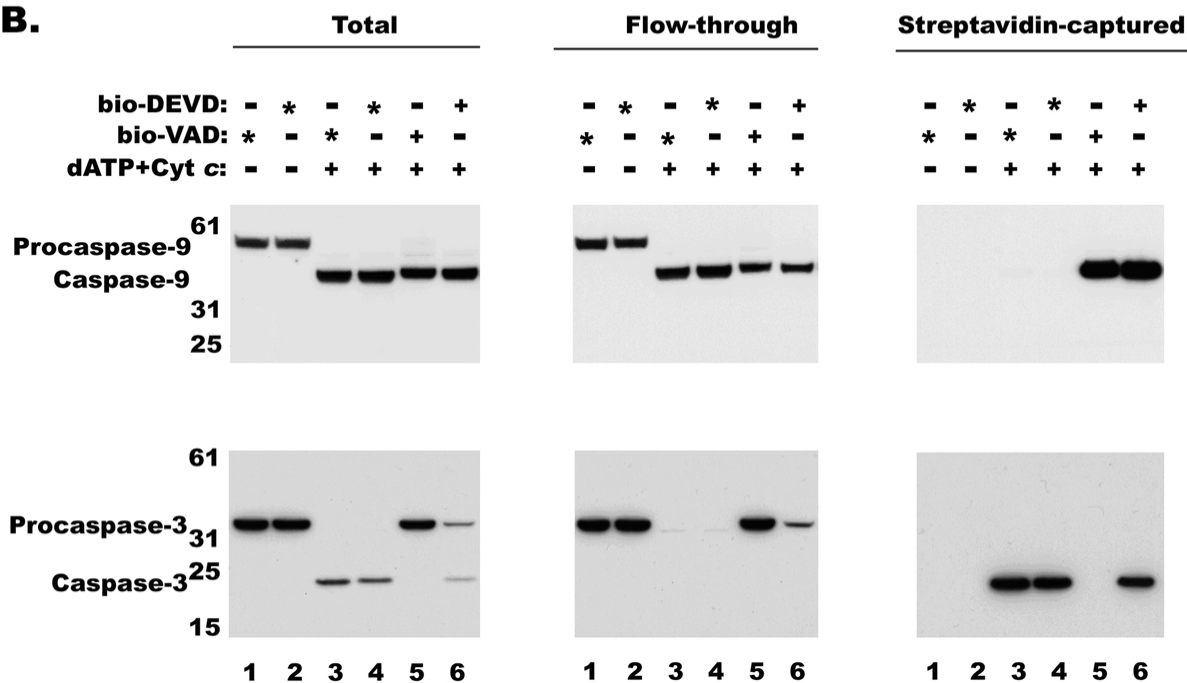 B.
Total Flow-through Streptavidin-captured
bio-DEVD: - * - * - + - * - * - + - * - * - +
bio-VAD: * - * - + - * - * - + - * - * - + -
dATP+Cyt c: - - + + + + - - + + + + - - + + + +
61
Procaspase-9
Caspase-9
31
25
61
Procaspase-3
31
25
Caspase-3
15
1 2 3 4 5 6 1 2 3 4 5 6 1 2 3 4 5 6